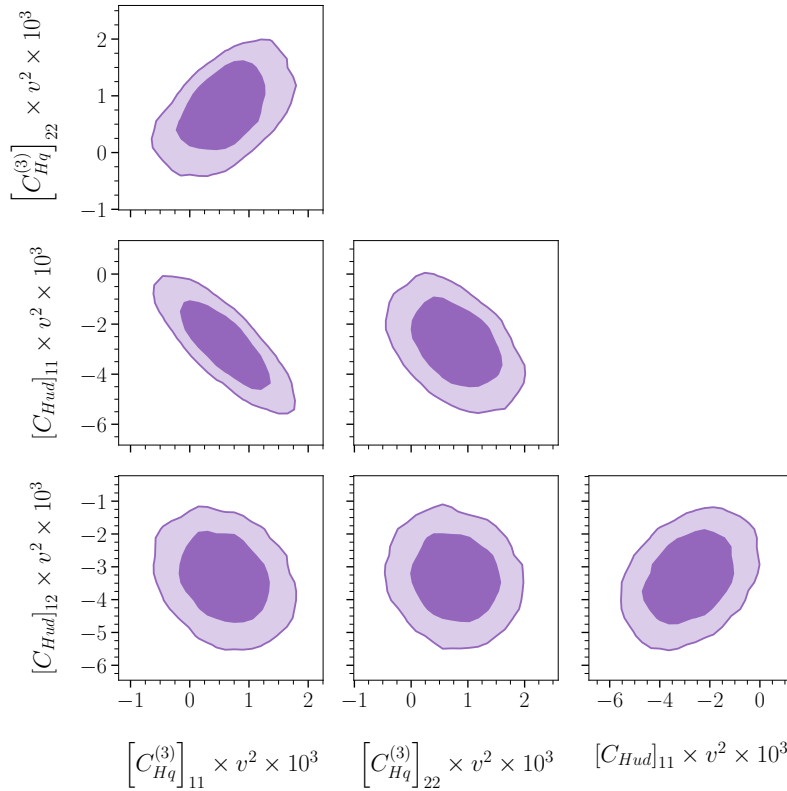 2
1
0
−1
[C_{Hq}^{(3)}]_{22} × v^2 × 10^3
0
−2
−4
−6
[C_{Hud}]_{11} × v^2 × 10^3
−1
−2
−3
−4
−5
−6
[C_{Hud}]_{12} × v^2 × 10^3
−1 0 1 2
−1 0 1 2
−6 −4 −2 0
[C_{Hq}^{(3)}]_{11} × v^2 × 10^3
[C_{Hq}^{(3)}]_{22} × v^2 × 10^3
[C_{Hud}]_{11} × v^2 × 10^3